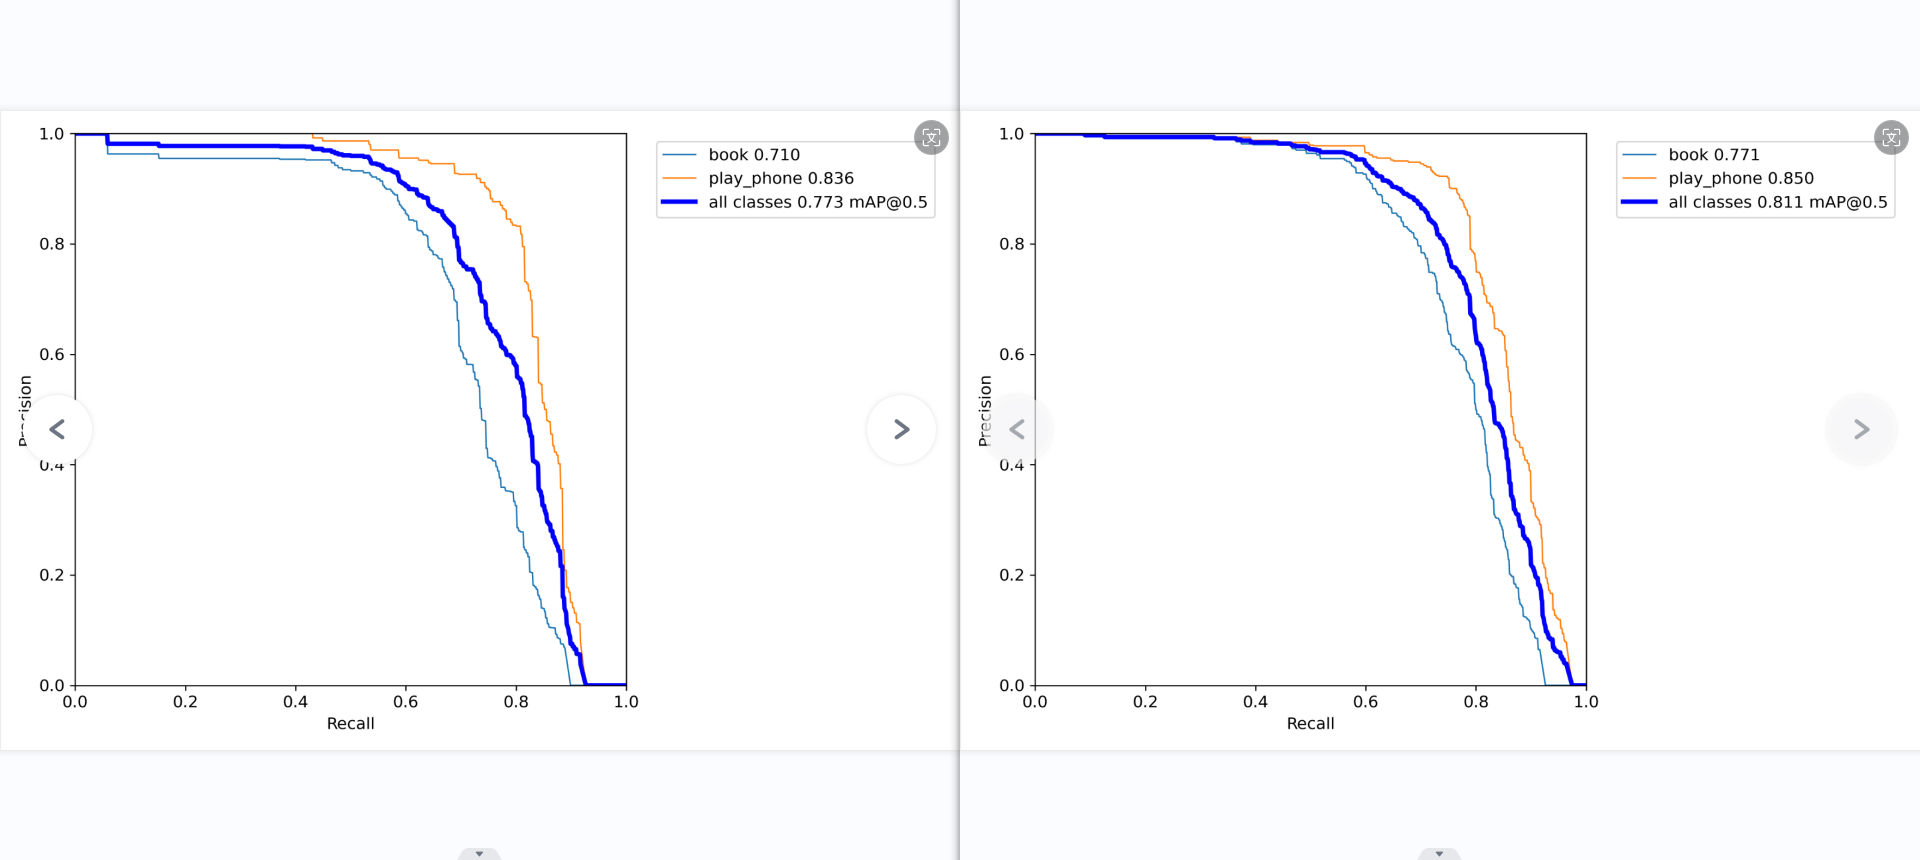 1.0
0.8
0.6
0.4
0.2
0.0
0.0 0.2 0.4 0.6 0.8 1.0
Recall
book 0.710
play_phone 0.836
all classes 0.773 mAP@0.5
1.0
0.8
0.6
Precision
0.4
0.2
0.0
0.0 0.2 0.4 0.6 0.8 1.0
Recall
book 0.771
play_phone 0.850
all classes 0.811 mAP@0.5